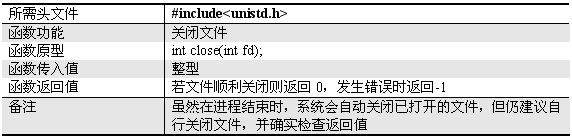 所需头文件 #include<unistd.h>
函数功能 关闭文件
函数原型 int close(int fd);
函数传入值 整型
函数返回值 若文件顺利关闭则返回 0，发生错误时返回-1
备注 虽然在进程结束时，系统会自动关闭已打开的文件，但仍建议自
行关闭文件，并确实检查返回值